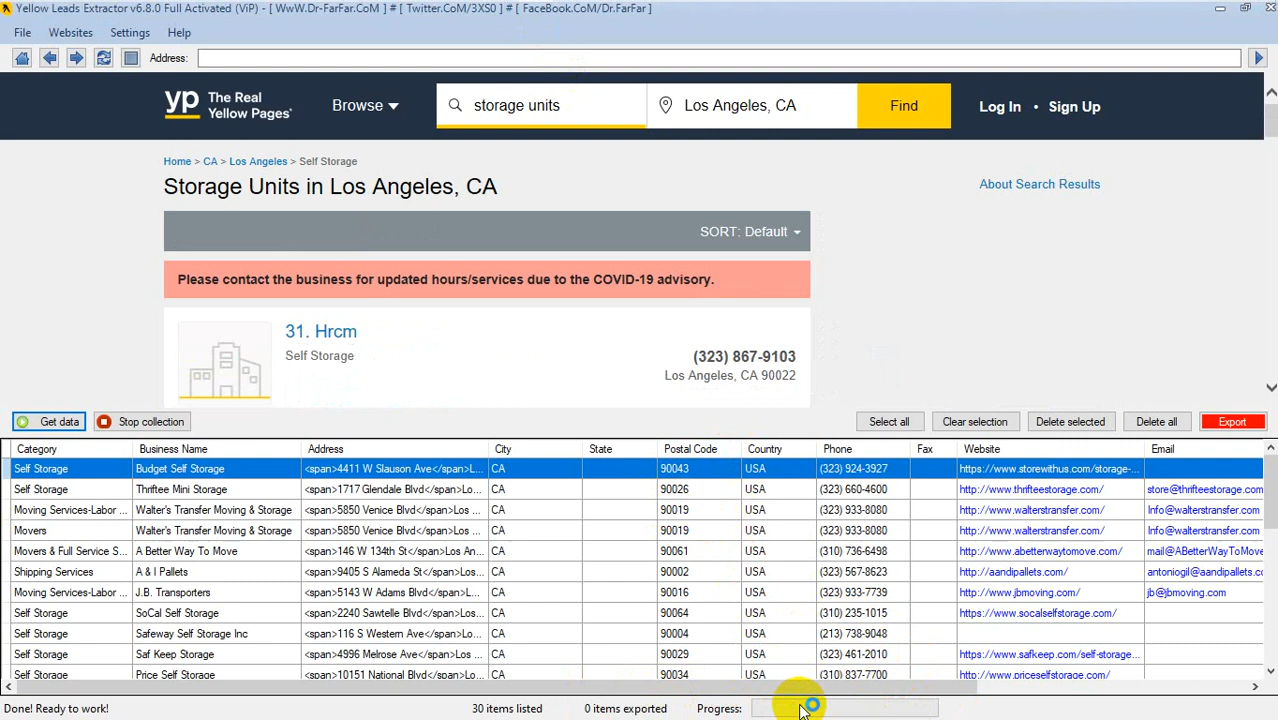 Yellow Leads Extractor v6.8.0 Full Activated (ViP) - [ WwW.Dr-FarFar.CoM ] # [ Twitter.CoM/3XS0 ] # [ FaceBook.CoM/Dr.FarFar ]
File Websites Settings Help
Address:
yp The Real Yellow Pages® Browse storage units Los Angeles, CA Find Log In • Sign Up
Home > CA > Los Angeles > Self Storage
Storage Units in Los Angeles, CA About Search Results
SORT: Default
Please contact the business for updated hours/services due to the COVID-19 advisory.
31. Hrcm
Self Storage (323) 867-9103
Los Angeles, CA 90022
Get data Stop collection Select all Clear selection Delete selected Delete all Export
Category Business Name Address City State Postal Code Country Phone Fax Website Email
Self Storage Budget Self Storage <span>4411 W Slauson Ave</span>L... CA 90043 USA (323) 924-3927 https://www.storewithus.com/storage-...
Self Storage Thriftee Mini Storage <span>1717 Glendale Blvd</span>Lo... CA 90026 USA (323) 660-4600 http://www.thrifteestorage.com/ store@thrifteestorage.com
Moving Services-Labor ... Walter's Transfer Moving & Storage <span>5850 Venice Blvd</span>Los... CA 90019 USA (323) 933-8080 http://www.walterstransfer.com/ Info@walterstransfer.com
Movers Walter's Transfer Moving & Storage <span>5850 Venice Blvd</span>Los... CA 90019 USA (323) 933-8080 http://www.walterstransfer.com/ Info@walterstransfer.com
Movers & Full Service S... A Better Way To Move <span>146 W 134th St</span>Los An... CA 90061 USA (310) 736-6498 http://www.abetterwaytomove.com/ mail@ABetterWayToMove
Shipping Services A & I Pallets <span>9405 S Alameda St</span>Los... CA 90002 USA (323) 567-8623 http://aandipallets.com/ antoniogil@aandipallets.c
Moving Services-Labor ... J.B. Transporters <span>5143 W Adams Blvd</span>Los... CA 90016 USA (323) 933-7739 http://www.jbmoving.com/ jb@jbmoving.com
Self Storage SoCal Self Storage <span>2240 Sawtelle Blvd</span>Los... CA 90064 USA (310) 235-1015 https://www.socalselfstorage.com/
Self Storage Safeway Self Storage Inc <span>116 S Western Ave</span>Los... CA 90004 USA (213) 738-9048
Self Storage Saf Keep Storage <span>4996 Melrose Ave</span>Los... CA 90029 USA (323) 461-2010 https://www.safkeep.com/self-storage...
Self Storage Price Self Storage <span>10151 National Blvd</span>Los... CA 90034 USA (310) 837-7700 http://www.priceselfstorage.com/
Done! Ready to work! 30 items listed 0 items exported Progress: